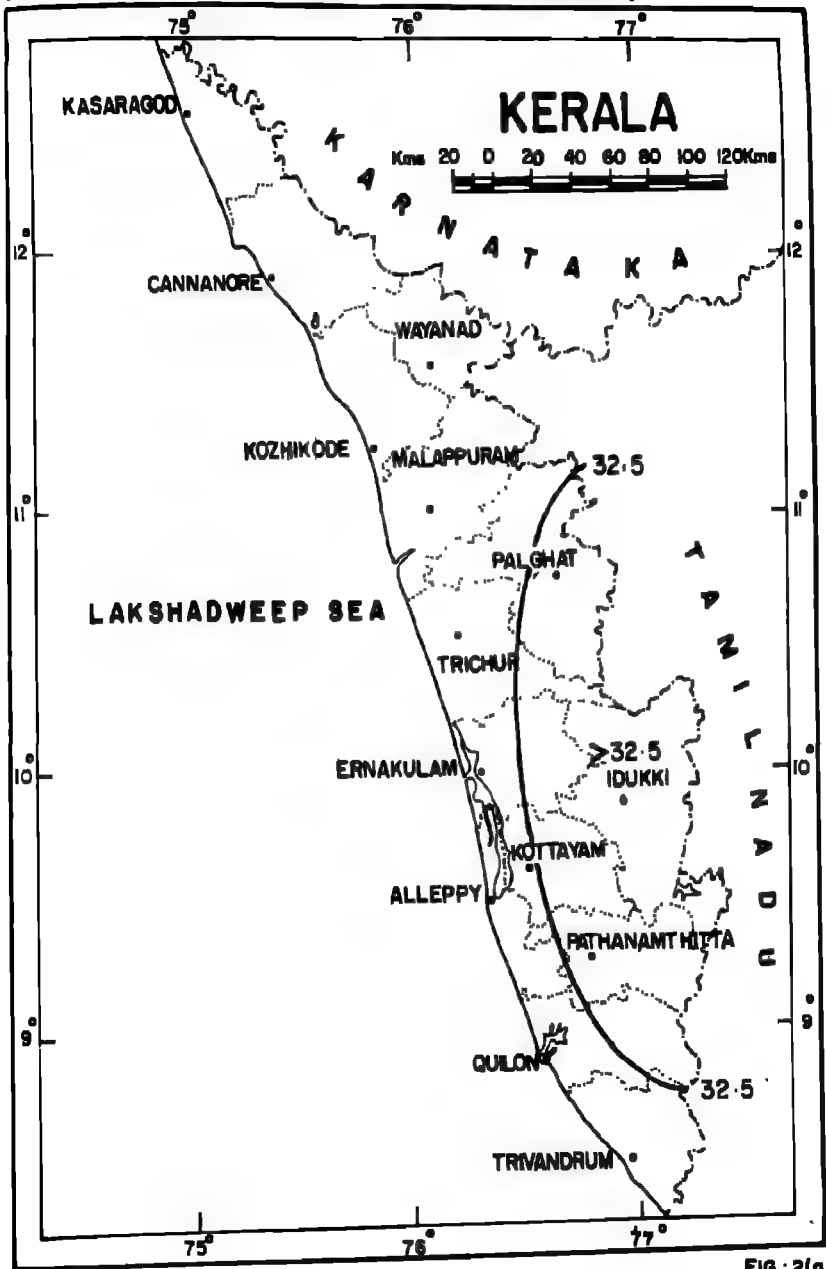 75° 76° 77°
KASARAGOD
KERALA
Kms 20 0 20 40 60 80 100 120Kms
KARNATAKA
12° 12°
CANNANORE
WAYANAD
KOZHIKODE
MALAPPURAM
32·5
11° 11°
PALGHAT
TAMILNADU
LAKSHADWEEP SEA
TRICHUR
>32·5
ERNAKULAM
10° 10°
IDUKKI
KOTTAYAM
ALLEPPY
PATHANAMTHITTA
9° 9°
QUILON
32·5
TRIVANDRUM
75° 76° 77°